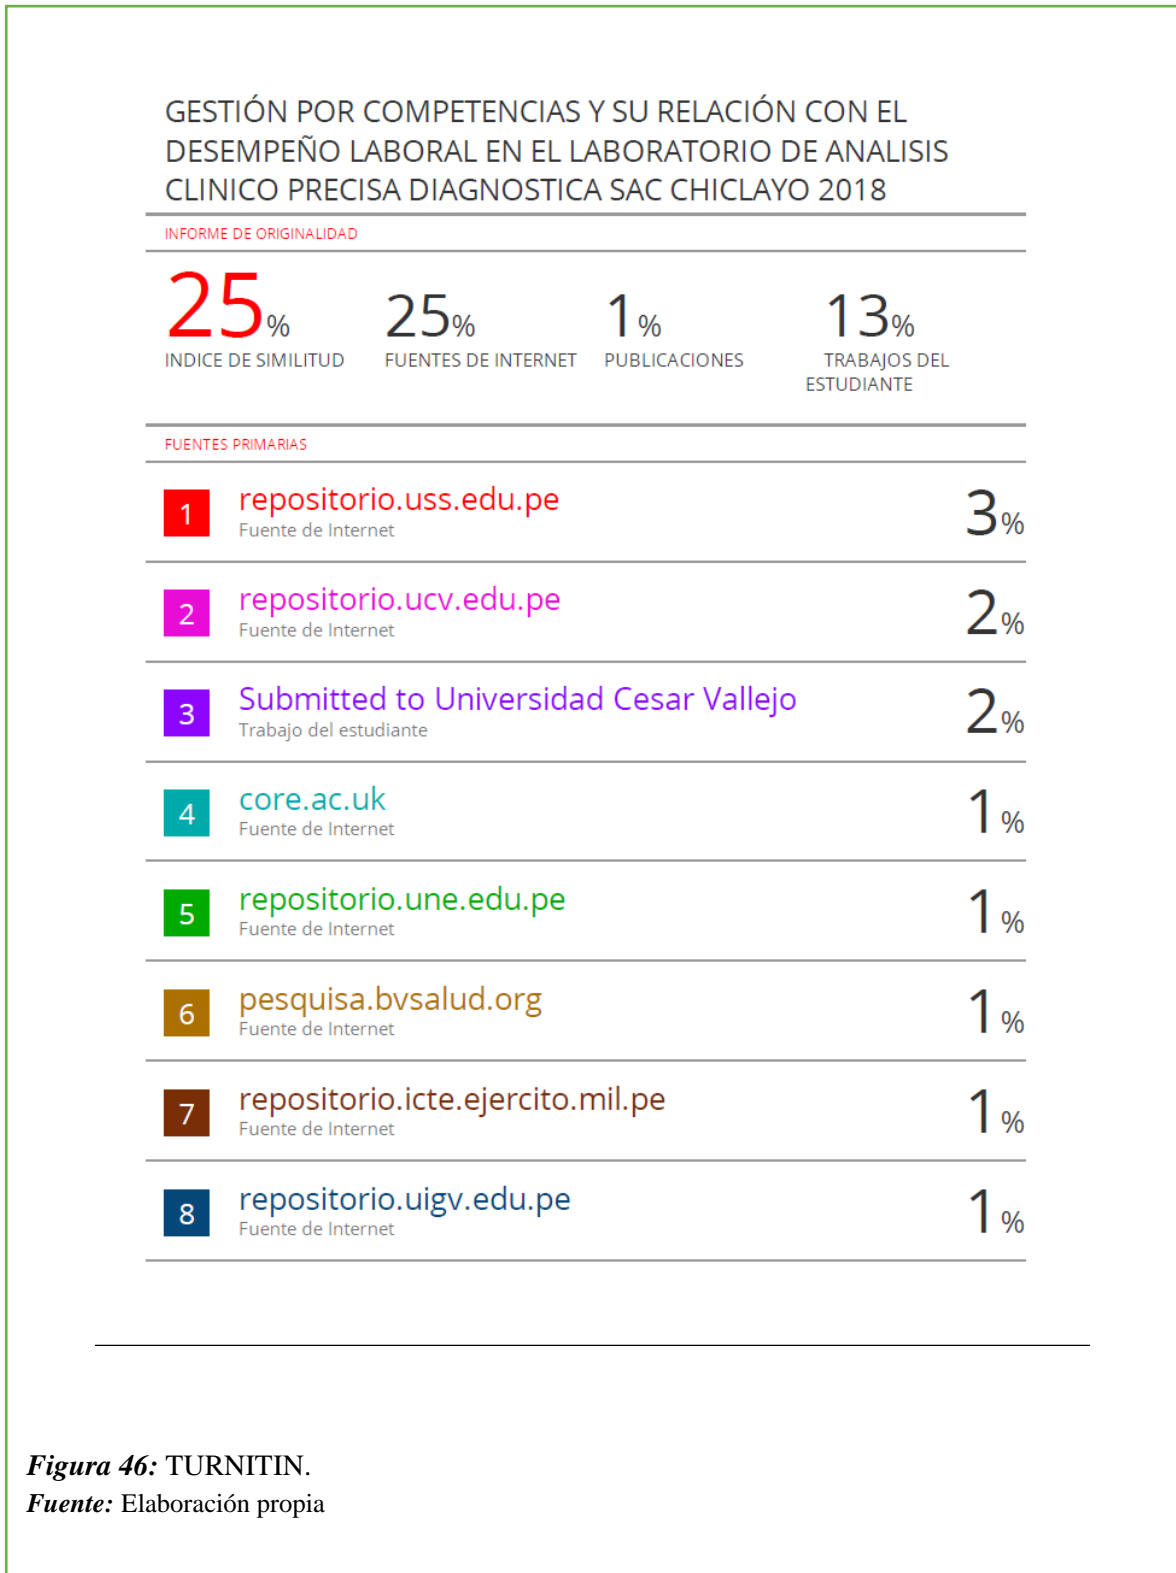 GESTIÓN POR COMPETENCIAS Y SU RELACIÓN CON EL
DESEMPEÑO LABORAL EN EL LABORATORIO DE ANALISIS
CLINICO PRECISA DIAGNOSTICA SAC CHICLAYO 2018
INFORME DE ORIGINALIDAD
25% 25% 1% 13%
INDICE DE SIMILITUD FUENTES DE INTERNET PUBLICACIONES TRABAJOS DEL
ESTUDIANTE
FUENTES PRIMARIAS
1 repositorio.uss.edu.pe 3%
Fuente de Internet
2 repositorio.ucv.edu.pe 2%
Fuente de Internet
3 Submitted to Universidad Cesar Vallejo 2%
Trabajo del estudiante
4 core.ac.uk 1%
Fuente de Internet
5 repositorio.une.edu.pe 1%
Fuente de Internet
6 pesquisa.bvsalud.org 1%
Fuente de Internet
7 repositorio.icte.ejercito.mil.pe 1%
Fuente de Internet
8 repositorio.uigv.edu.pe 1%
Fuente de Internet
Figura 46: TURNITIN.
Fuente: Elaboración propia